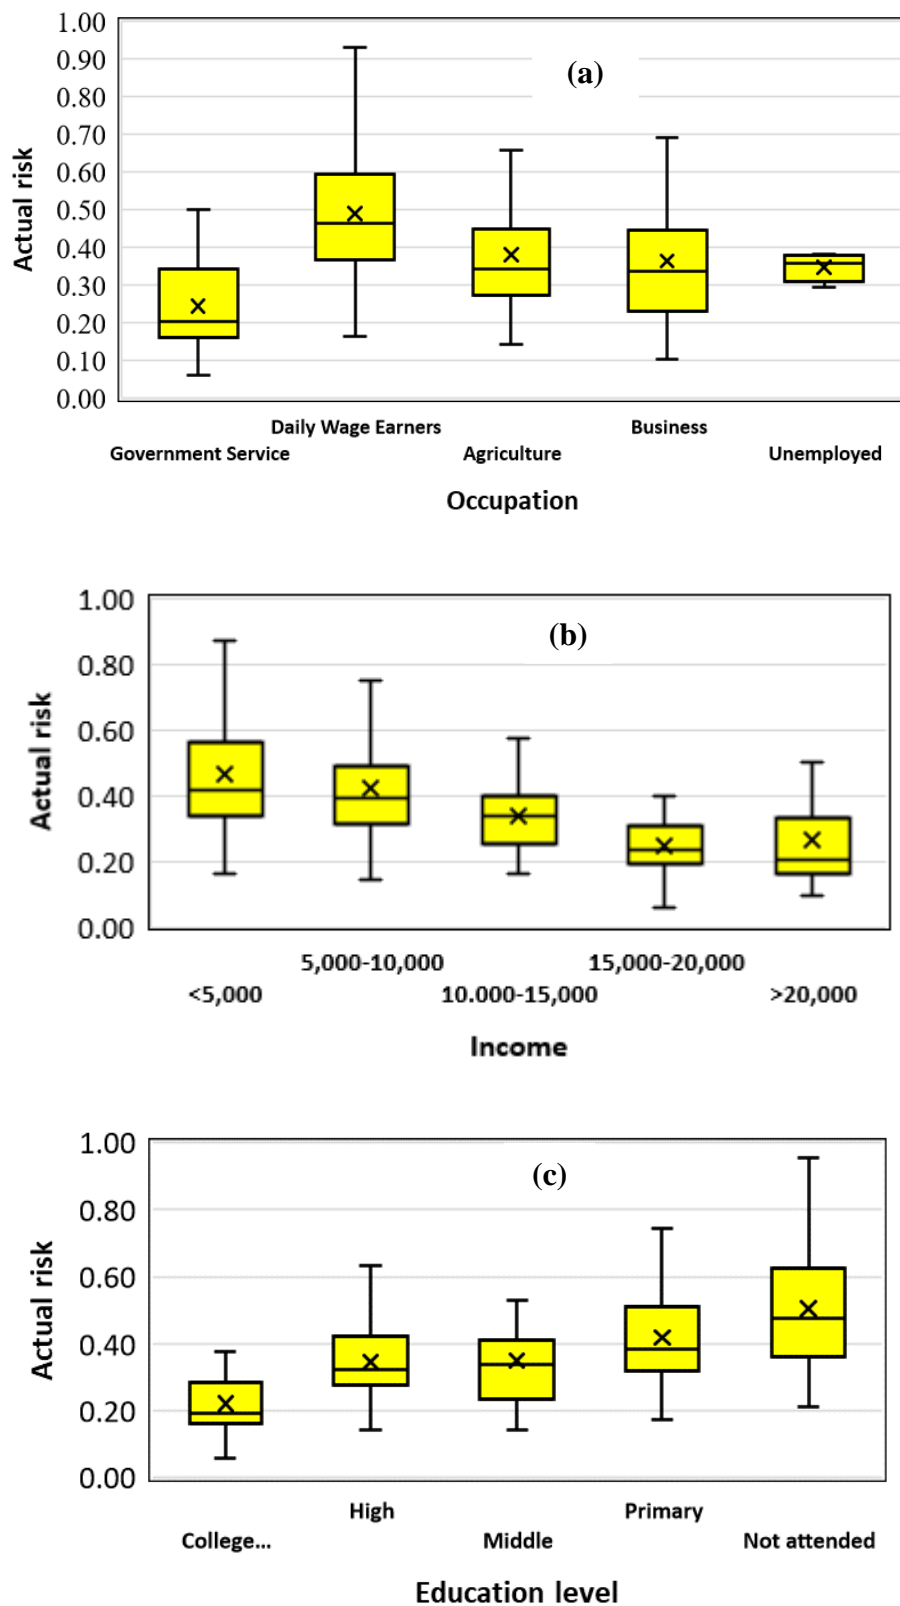 1.00
(a)
0.90
0.80
0.70
0.60
0.50
0.40
0.30
0.20
0.10
0.00
Actual risk
Daily Wage Earners Business
Government Service Agriculture Unemployed
Occupation
1.00
(b)
0.80
0.60
0.40
0.20
0.00
Actual risk
5,000-10,000 15,000-20,000
<5,000 10.000-15,000 >20,000
Income
1.00
(c)
0.80
0.60
0.40
0.20
0.00
Actual risk
High Primary
College... Middle Not attended
Education level